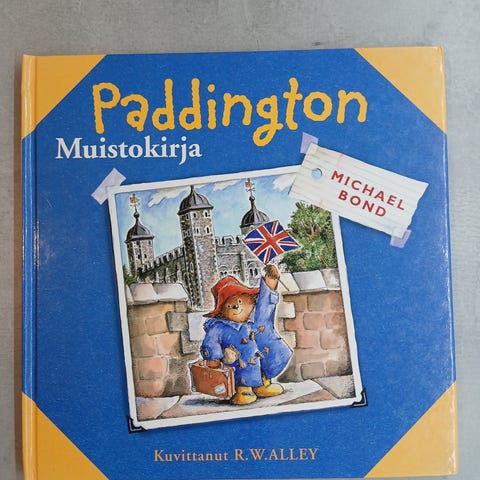 Paddington
Muistokirja
MICHAEL
BOND
Kuvittanut R.W.ALLEY